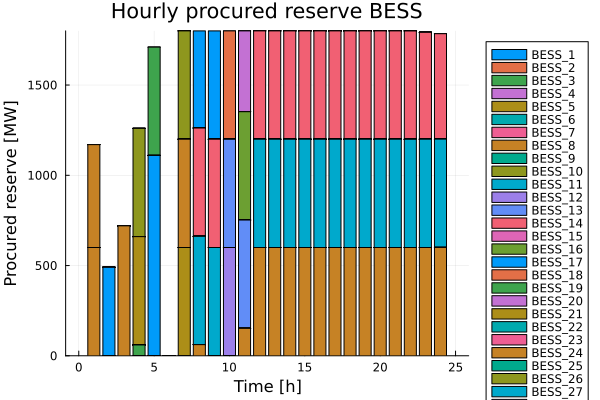 Hourly procured reserve BESS
Procured reserve [MW]
1500
1000
500
0
0 5 10 15 20 25
Time [h]
BESS_1
BESS_2
BESS_3
BESS_4
BESS_5
BESS_6
BESS_7
BESS_8
BESS_9
BESS_10
BESS_11
BESS_12
BESS_13
BESS_14
BESS_15
BESS_16
BESS_17
BESS_18
BESS_19
BESS_20
BESS_21
BESS_22
BESS_23
BESS_24
BESS_25
BESS_26
BESS_27